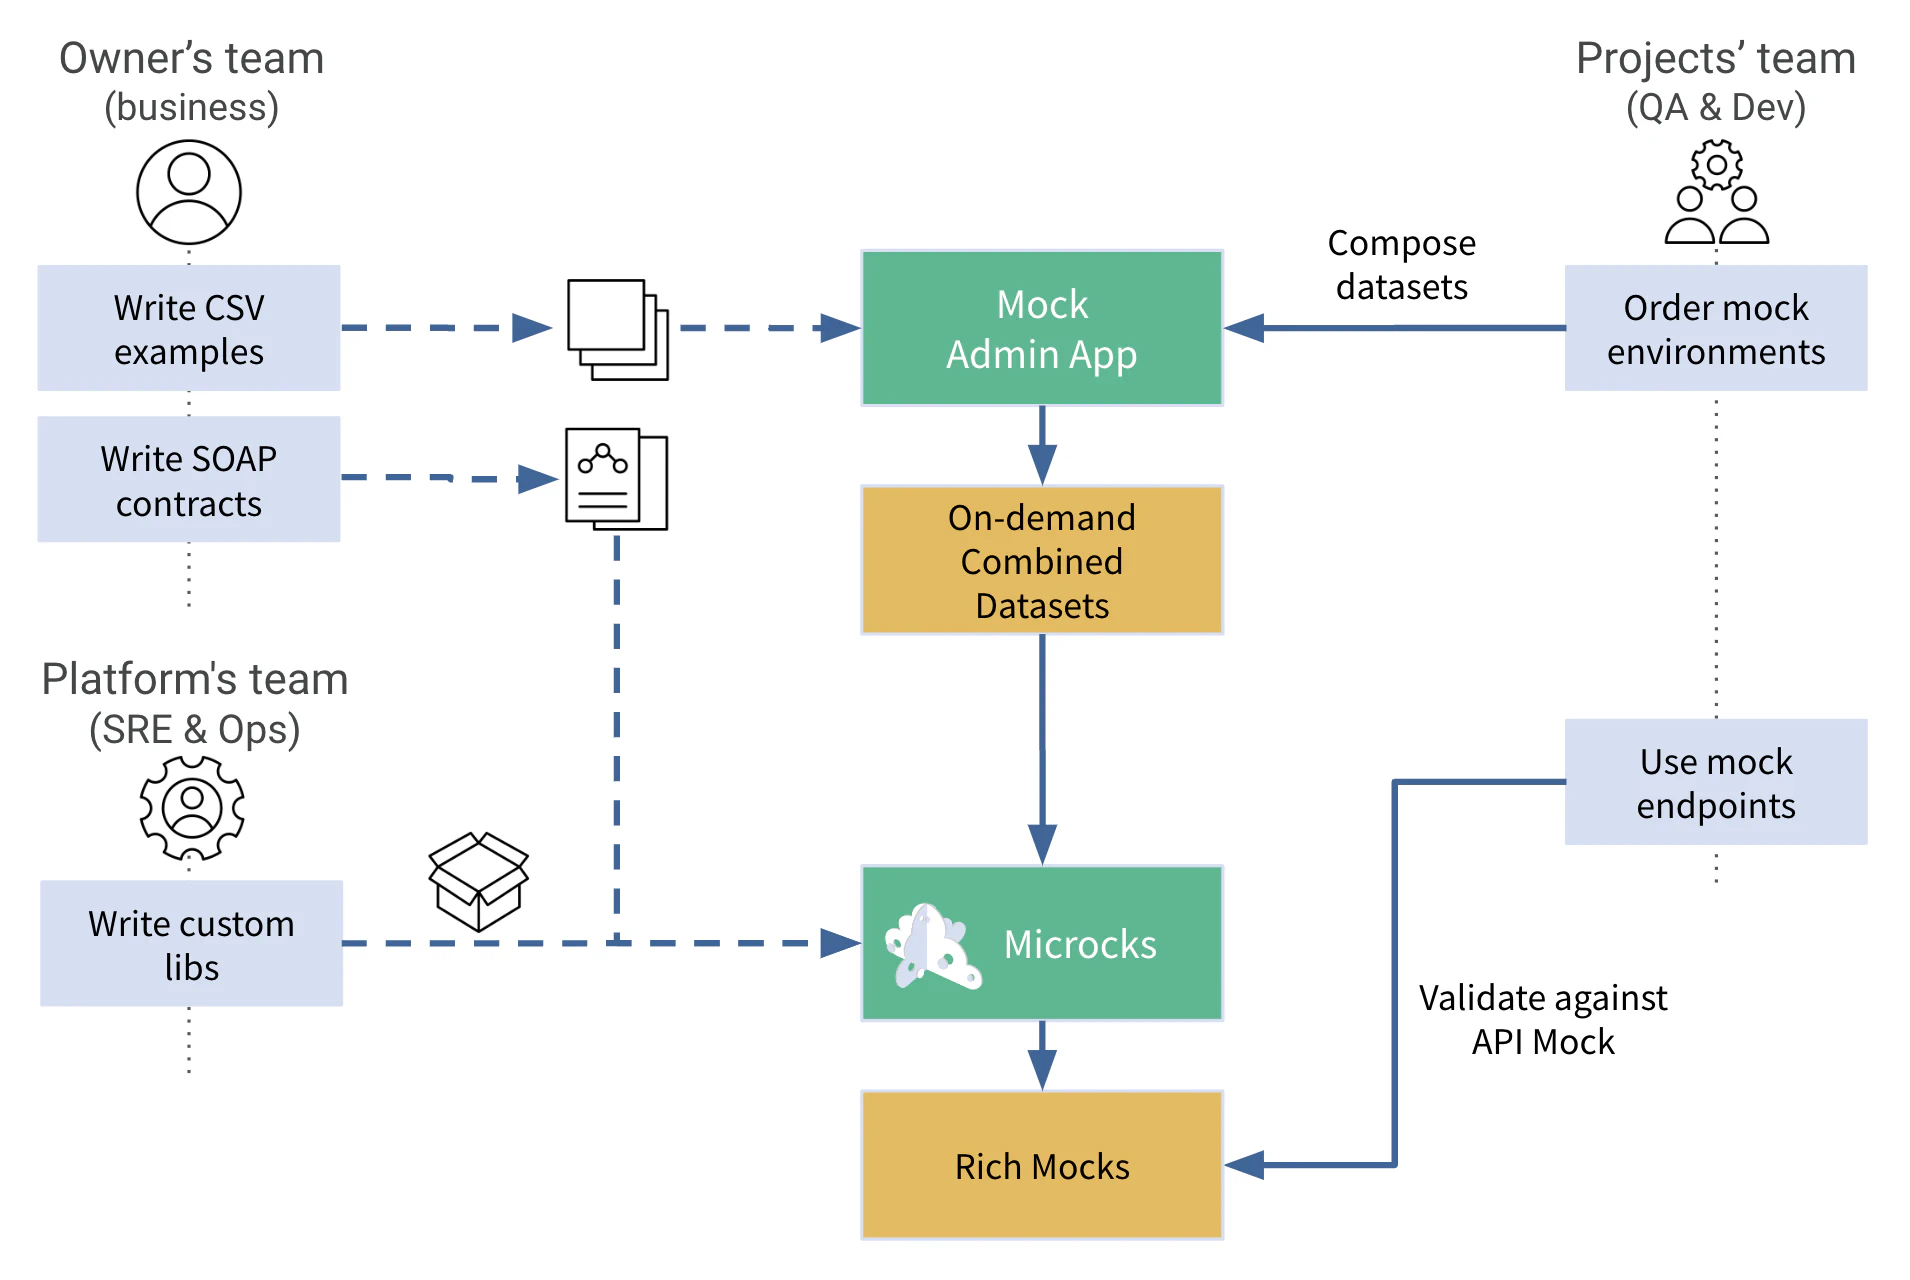 Owner’s team
(business)
Write CSV
examples
Write SOAP
contracts
Platform's team
(SRE & Ops)
Write custom
libs
Mock
Admin App
On-demand
Combined
Datasets
Microcks
Rich Mocks
Compose
datasets
Projects’ team
(QA & Dev)
Order mock
environments
Use mock
endpoints
Validate against
API Mock